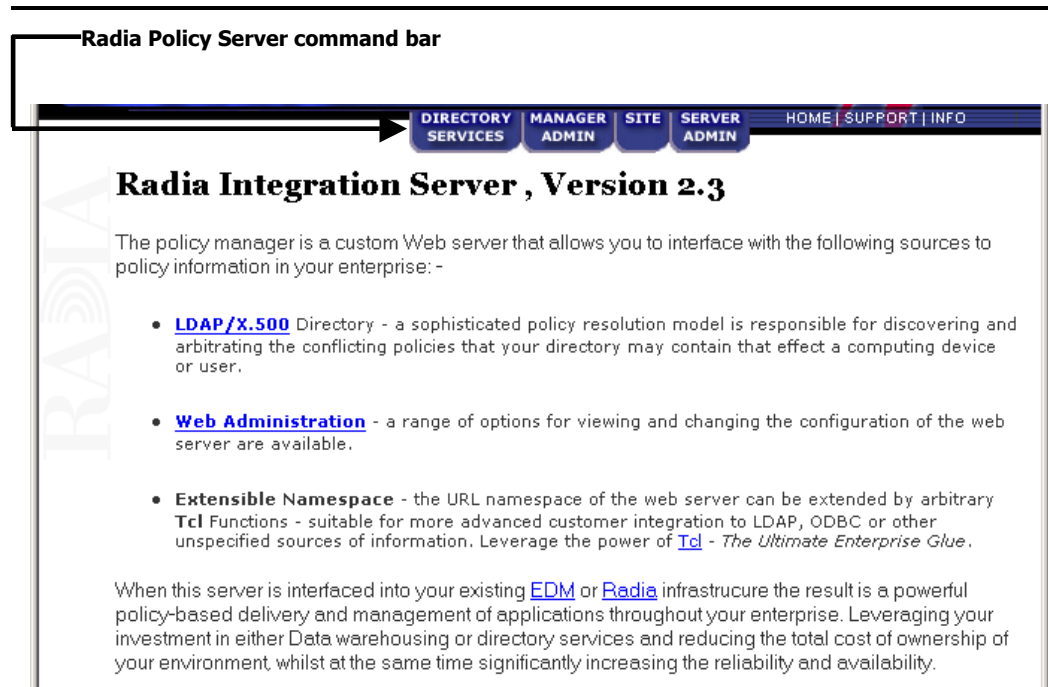 Radia Policy Server command bar
DIRECTORY SERVICES MANAGER ADMIN SITE SERVER ADMIN HOME | SUPPORT | INFO
Radia Integration Server , Version 2.3
RADIA
The policy manager is a custom Web server that allows you to interface with the following sources to
policy information in your enterprise: -
• LDAP/X.500 Directory - a sophisticated policy resolution model is responsible for discovering and
arbitrating the conflicting policies that your directory may contain that effect a computing device
or user.
• Web Administration - a range of options for viewing and changing the configuration of the web
server are available.
• Extensible Namespace - the URL namespace of the web server can be extended by arbitrary
Tcl Functions - suitable for more advanced customer integration to LDAP, ODBC or other
unspecified sources of information. Leverage the power of Tcl - The Ultimate Enterprise Glue.
When this server is interfaced into your existing EDM or Radia infrastrucure the result is a powerful
policy-based delivery and management of applications throughout your enterprise. Leveraging your
investment in either Data warehousing or directory services and reducing the total cost of ownership of
your environment, whilst at the same time significantly increasing the reliability and availability.